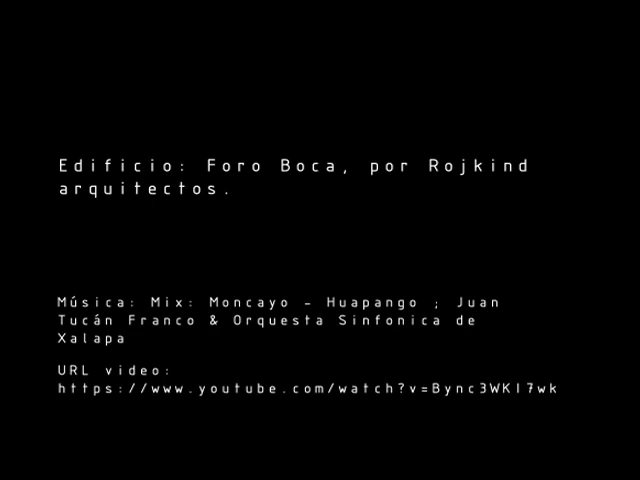 Edificio: Foro Boca, por Rojkind
arquitectos.
Música: Mix: Moncayo - Huapango ; Juan
Tucán Franco & Orquesta Sinfonica de
Xalapa
URL video:
https://www.youtube.com/watch?v=Bync3WKI7wk